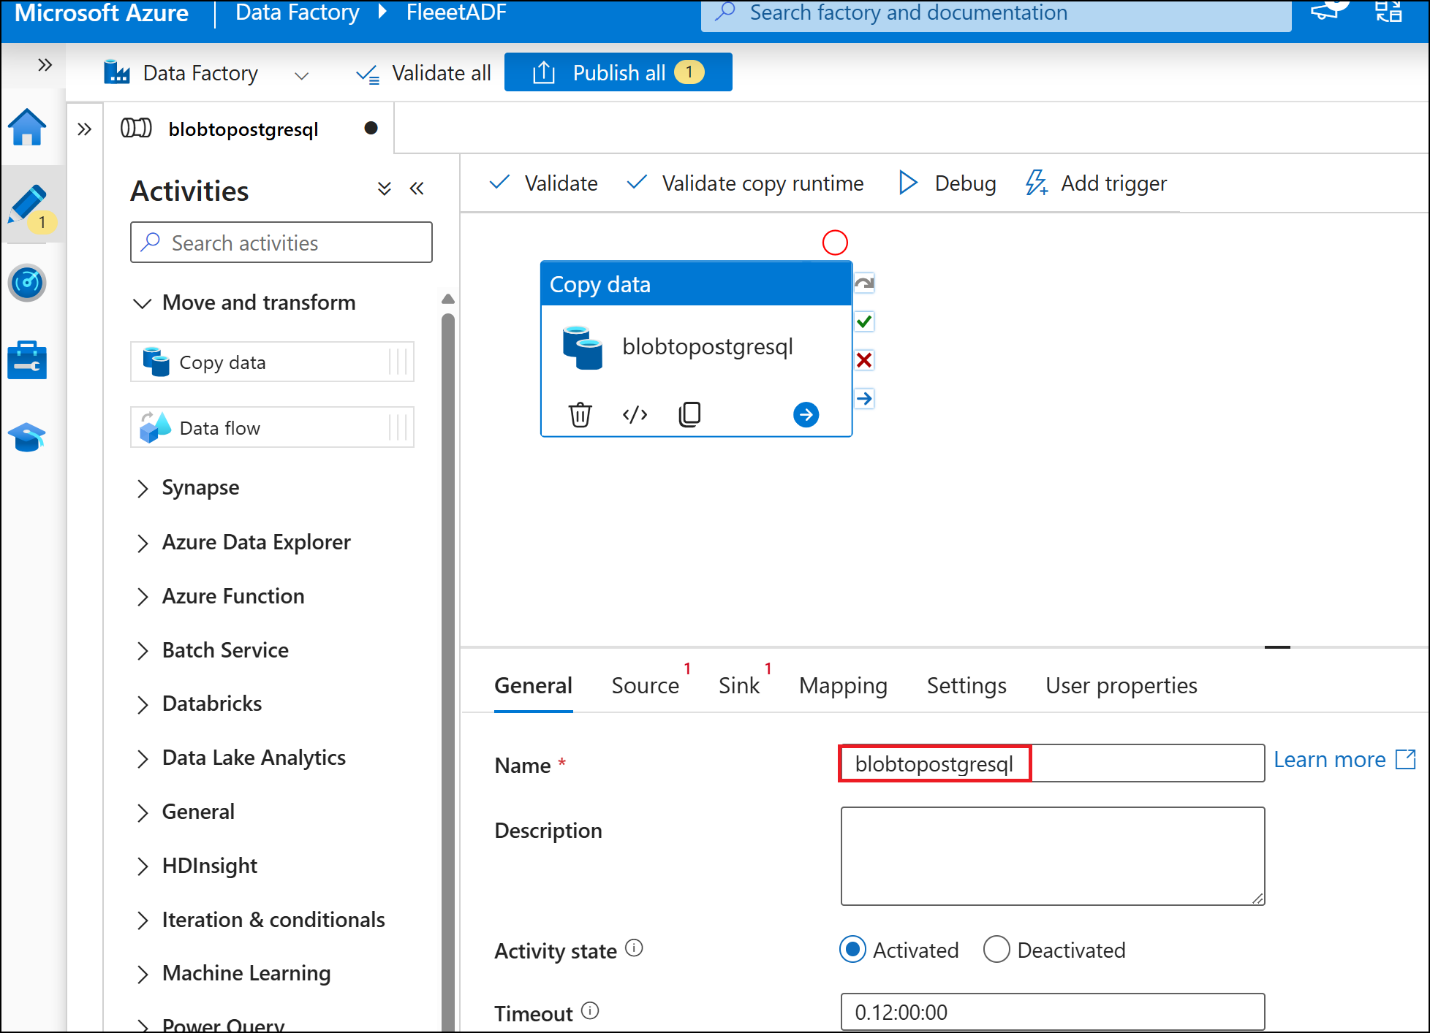 Microsoft Azure | Data Factory FleeetADF Search factory and documentation
Data Factory Validate all Publish all 1
blobtopostgresql
1
Activities
Search activities
Move and transform
Copy data
Data flow
Synapse
Azure Data Explorer
Azure Function
Batch Service
Databricks
Data Lake Analytics
General
HDInsight
Iteration & conditionals
Machine Learning
Power Query
Validate Validate copy runtime Debug Add trigger
Copy data
blobtopostgresql
General Source 1 Sink 1 Mapping Settings User properties
Name * blobtopostgresql Learn more
Description
Activity state Activated Deactivated
Timeout 0.12:00:00